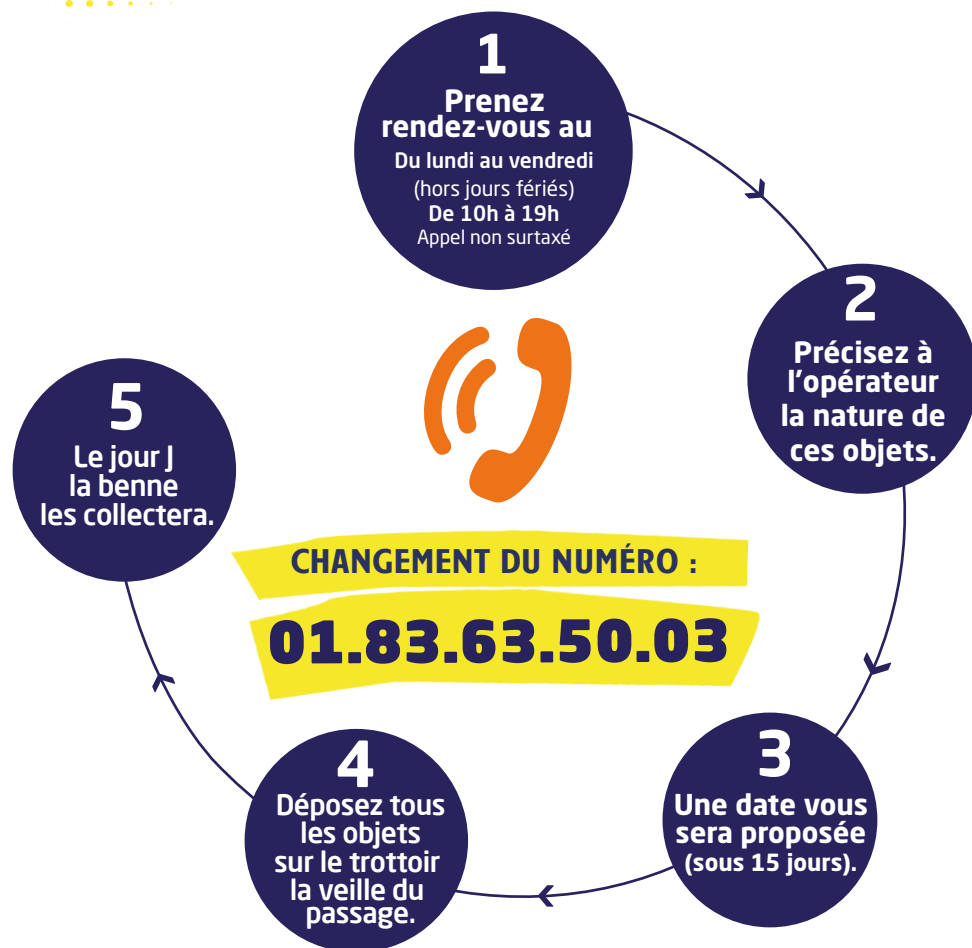 1
Prenez
rendez-vous au
Du lundi au vendredi
(hors jours fériés)
De 10h à 19h
Appel non surtaxé
2
Précisez à
l'opérateur
la nature de
ces objets.
3
Une date vous
sera proposée
(sous 15 jours).
4
Déposez tous
les objets
sur le trottoir
la veille du
passage.
5
Le jour J
la benne
les collectera.
CHANGEMENT DU NUMÉRO :
01.83.63.50.03